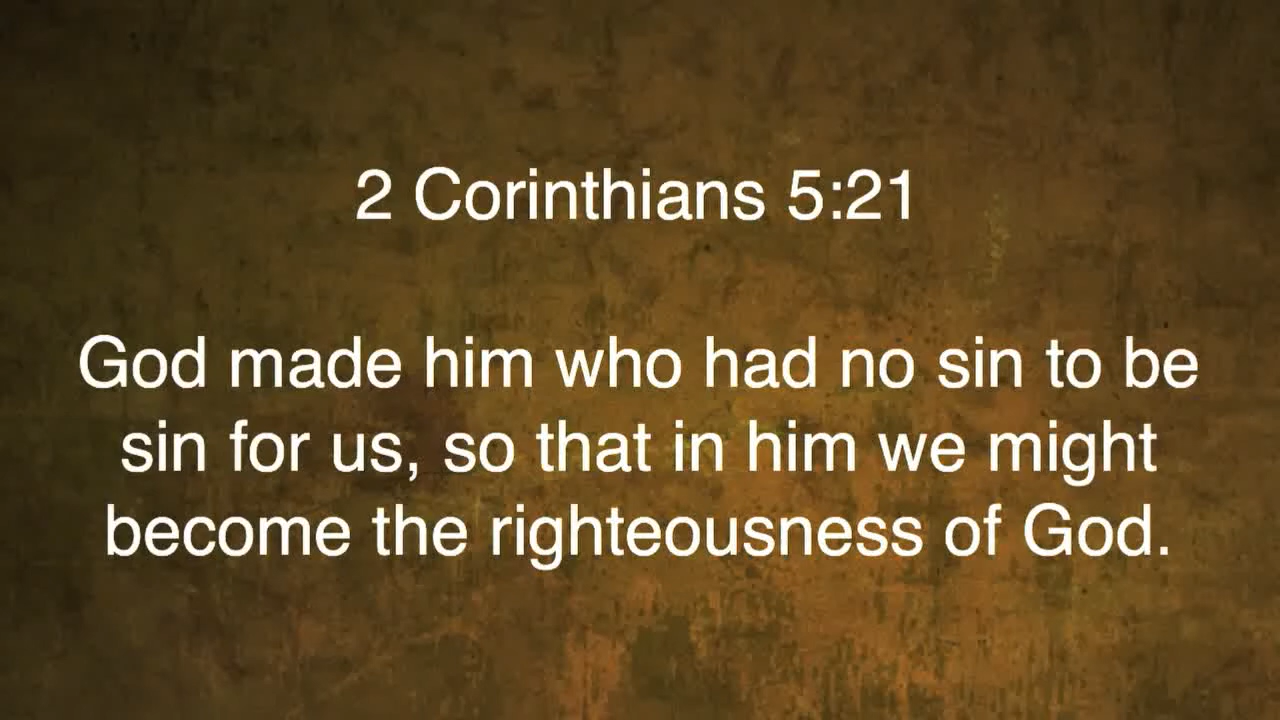 2 Corinthians 5:21
God made him who had no sin to be
sin for us, so that in him we might
become the righteousness of God.